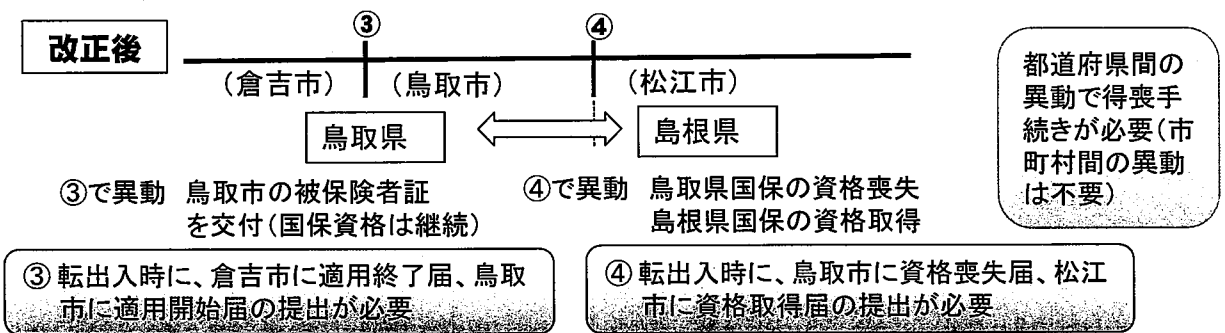 ③
④
改正後
（倉吉市）
（鳥取市）
（松江市）
鳥取県
島根県
③で異動 鳥取市の被保険者証
を交付（国保資格は継続）
④で異動 鳥取県国保の資格喪失
島根県国保の資格取得
都道府県間の
異動で得喪手
続きが必要（市
町村間の異動
は不要）
③ 転出入時に、倉吉市に適用終了届、鳥取
市に適用開始届の提出が必要
④ 転出入時に、鳥取市に資格喪失届、松江
市に資格取得届の提出が必要